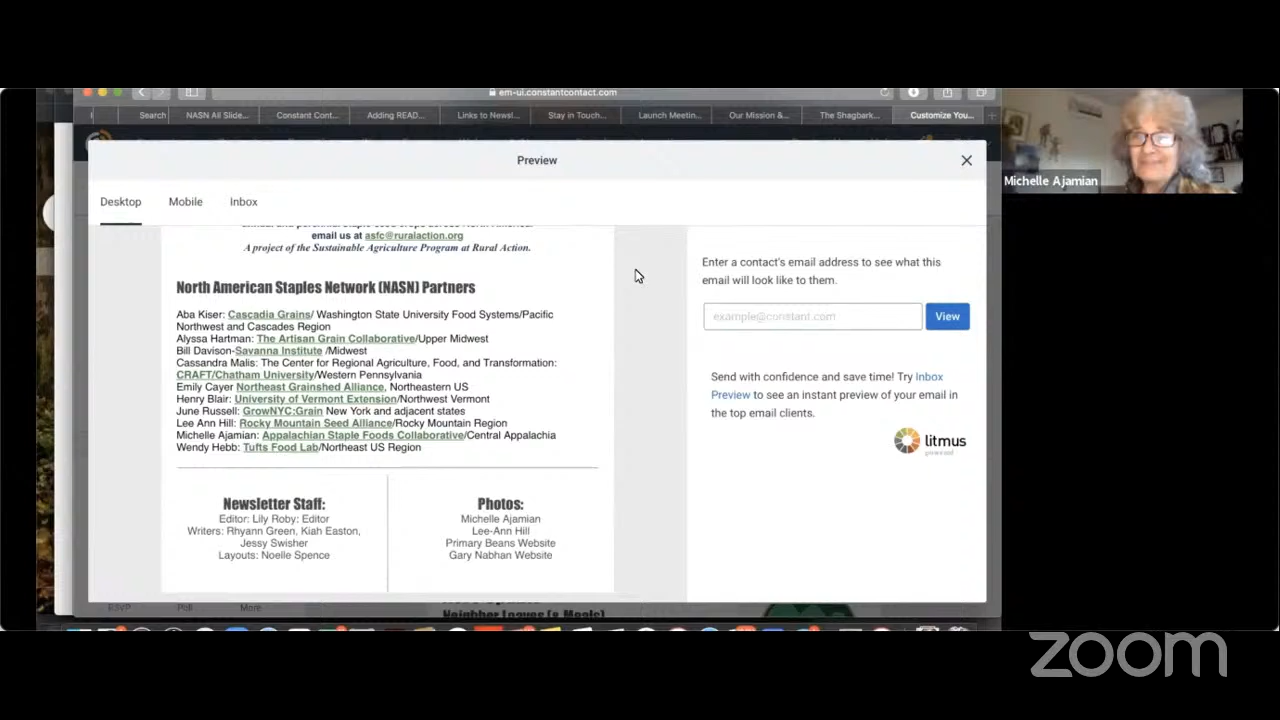 em-ui.constantcontact.com
Search
NASN All Slide...
Constant Cont...
Adding READ...
Links to Newsl...
Stay in Touch...
Launch Meetin...
Our Mission &...
The Shagbark...
Customize You...
Preview
Desktop
Mobile
Inbox
email us at asfc@ruralaction.org
A project of the Sustainable Agriculture Program at Rural Action.
North American Staples Network (NASN) Partners
Aba Kiser: Cascadia Grains/ Washington State University Food Systems/Pacific
Northwest and Cascades Region
Alyssa Hartman: The Artisan Grain Collaborative/Upper Midwest
Bill Davison-Savanna Institute /Midwest
Cassandra Malis: The Center for Regional Agriculture, Food, and Transformation:
CRAFT/Chatham University/Western Pennsylvania
Emily Cayer Northeast Grainshed Alliance, Northeastern US
Henry Blair: University of Vermont Extension/Northwest Vermont
June Russell: GrowNYC:Grain New York and adjacent states
Lee Ann Hill: Rocky Mountain Seed Alliance/Rocky Mountain Region
Michelle Ajamian: Appalachian Staple Foods Collaborative/Central Appalachia
Wendy Hebb: Tufts Food Lab/Northeast US Region
Newsletter Staff:
Editor: Lily Roby: Editor
Writers: Rhyann Green, Kiah Easton,
Jessy Swisher
Layouts: Noelle Spence
Photos:
Michelle Ajamian
Lee-Ann Hill
Primary Beans Website
Gary Nabhan Website
Enter a contact's email address to see what this
email will look like to them.
example@constant.com
View
Send with confidence and save time! Try Inbox
Preview to see an instant preview of your email in
the top email clients.
litmus
powered
RSVP
Poll
More
Neighbor Loaves (& Meals)
Michelle Ajamian
zoom